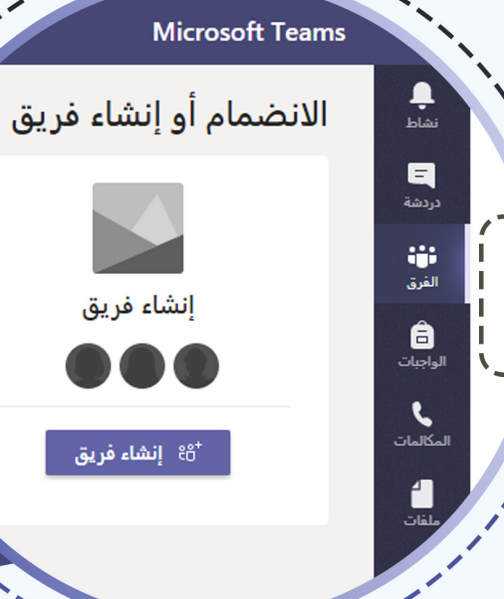 Microsoft Teams
نشاط
دردشة
الفرق
الواجبات
المكالمات
ملفات
الانضمام أو إنشاء فريق
إنشاء فريق
إنشاء فريق